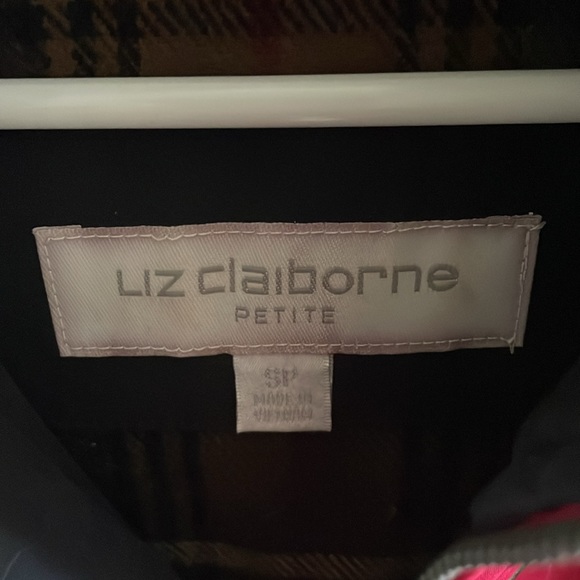 Liz claiborne
PETITE
SP
MADE IN
VIETNAM